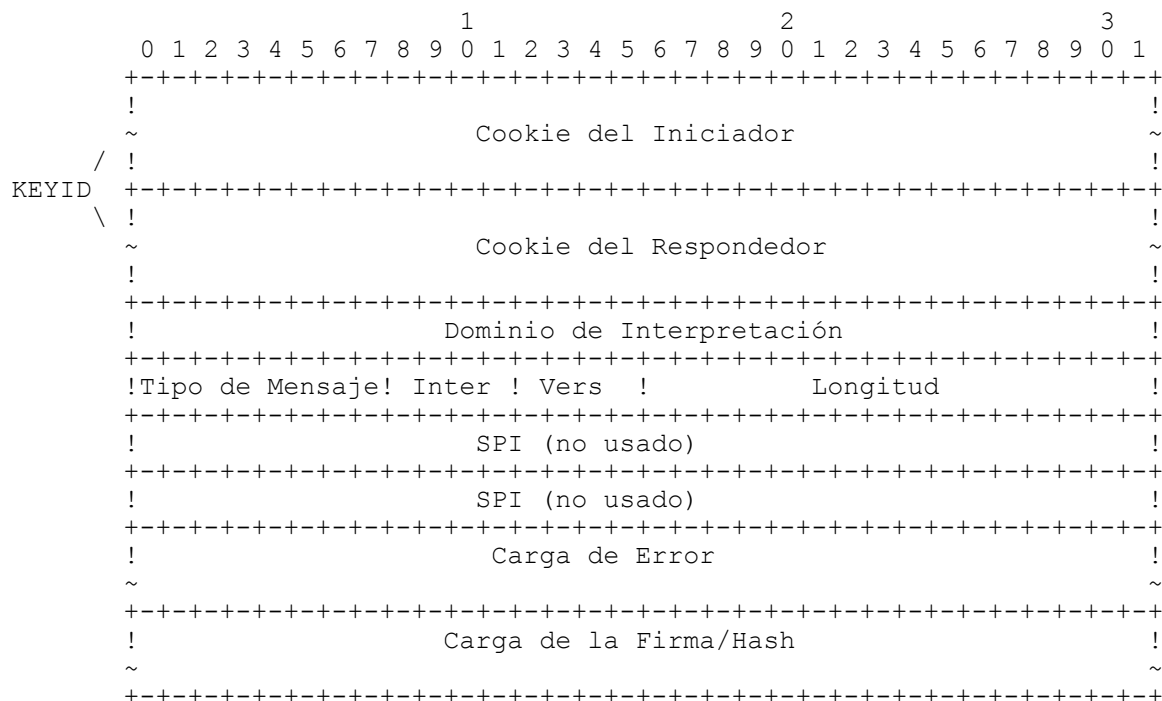 1                   2                   3
          0 1 2 3 4 5 6 7 8 9 0 1 2 3 4 5 6 7 8 9 0 1 2 3 4 5 6 7 8 9 0 1
         +-+-+-+-+-+-+-+-+-+-+-+-+-+-+-+-+-+-+-+-+-+-+-+-+-+-+-+-+-+-+-+-+
         !                                                               !
         ~                     Cookie del Iniciador                      ~
       / !                                                               !
KEYID    +-+-+-+-+-+-+-+-+-+-+-+-+-+-+-+-+-+-+-+-+-+-+-+-+-+-+-+-+-+-+-+-+
       \ !                                                               !
         ~                     Cookie del Respondedor                    ~
         !                                                               !
         +-+-+-+-+-+-+-+-+-+-+-+-+-+-+-+-+-+-+-+-+-+-+-+-+-+-+-+-+-+-+-+-+
         !                   Dominio de Interpretación                   !
         +-+-+-+-+-+-+-+-+-+-+-+-+-+-+-+-+-+-+-+-+-+-+-+-+-+-+-+-+-+-+-+-+
         !Tipo de Mensaje! Inter ! Vers  !          Longitud             !
         +-+-+-+-+-+-+-+-+-+-+-+-+-+-+-+-+-+-+-+-+-+-+-+-+-+-+-+-+-+-+-+-+
         !                     SPI (no usado)                            !
         +-+-+-+-+-+-+-+-+-+-+-+-+-+-+-+-+-+-+-+-+-+-+-+-+-+-+-+-+-+-+-+-+
         !                     SPI (no usado)                            !
         +-+-+-+-+-+-+-+-+-+-+-+-+-+-+-+-+-+-+-+-+-+-+-+-+-+-+-+-+-+-+-+-+
         !                      Carga de Error                           !
         ~                                                               ~
         +-+-+-+-+-+-+-+-+-+-+-+-+-+-+-+-+-+-+-+-+-+-+-+-+-+-+-+-+-+-+-+-+
         !                   Carga de la Firma/Hash                      !
         ~                                                               ~
         +-+-+-+-+-+-+-+-+-+-+-+-+-+-+-+-+-+-+-+-+-+-+-+-+-+-+-+-+-+-+-+-+